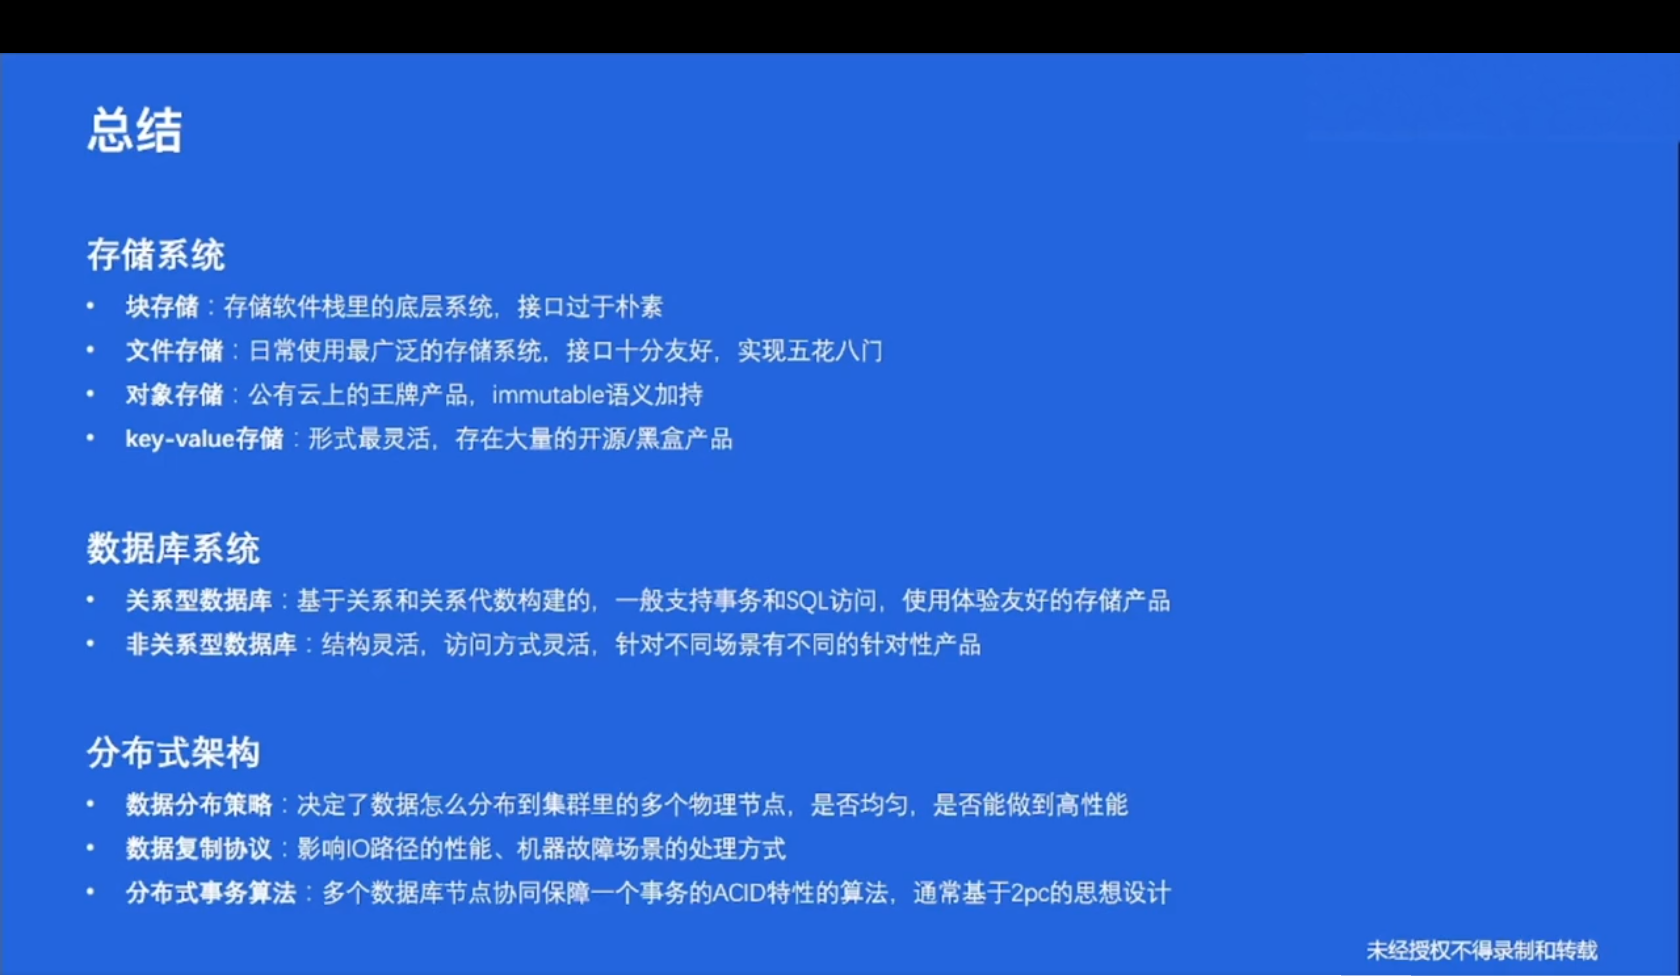 总结
存储系统
• 块存储：存储软件栈里的底层系统，接口过于朴素
• 文件存储：日常使用最广泛的存储系统，接口十分友好，实现五花八门
• 对象存储：公有云上的王牌产品，immutable语义加持
• key-value存储：形式最灵活，存在大量的开源/黑盒产品
数据库系统
• 关系型数据库：基于关系和关系代数构建的，一般支持事务和SQL访问，使用体验友好的存储产品
• 非关系型数据库：结构灵活，访问方式灵活，针对不同场景有不同的针对性产品
分布式架构
• 数据分布策略：决定了数据怎么分布到集群里的多个物理节点，是否均匀，是否能做到高性能
• 数据复制协议：影响IO路径的性能、机器故障场景的处理方式
• 分布式事务算法：多个数据库节点协同保障一个事务的ACID特性的算法，通常基于2pc的思想设计
未经授权不得录制和转载